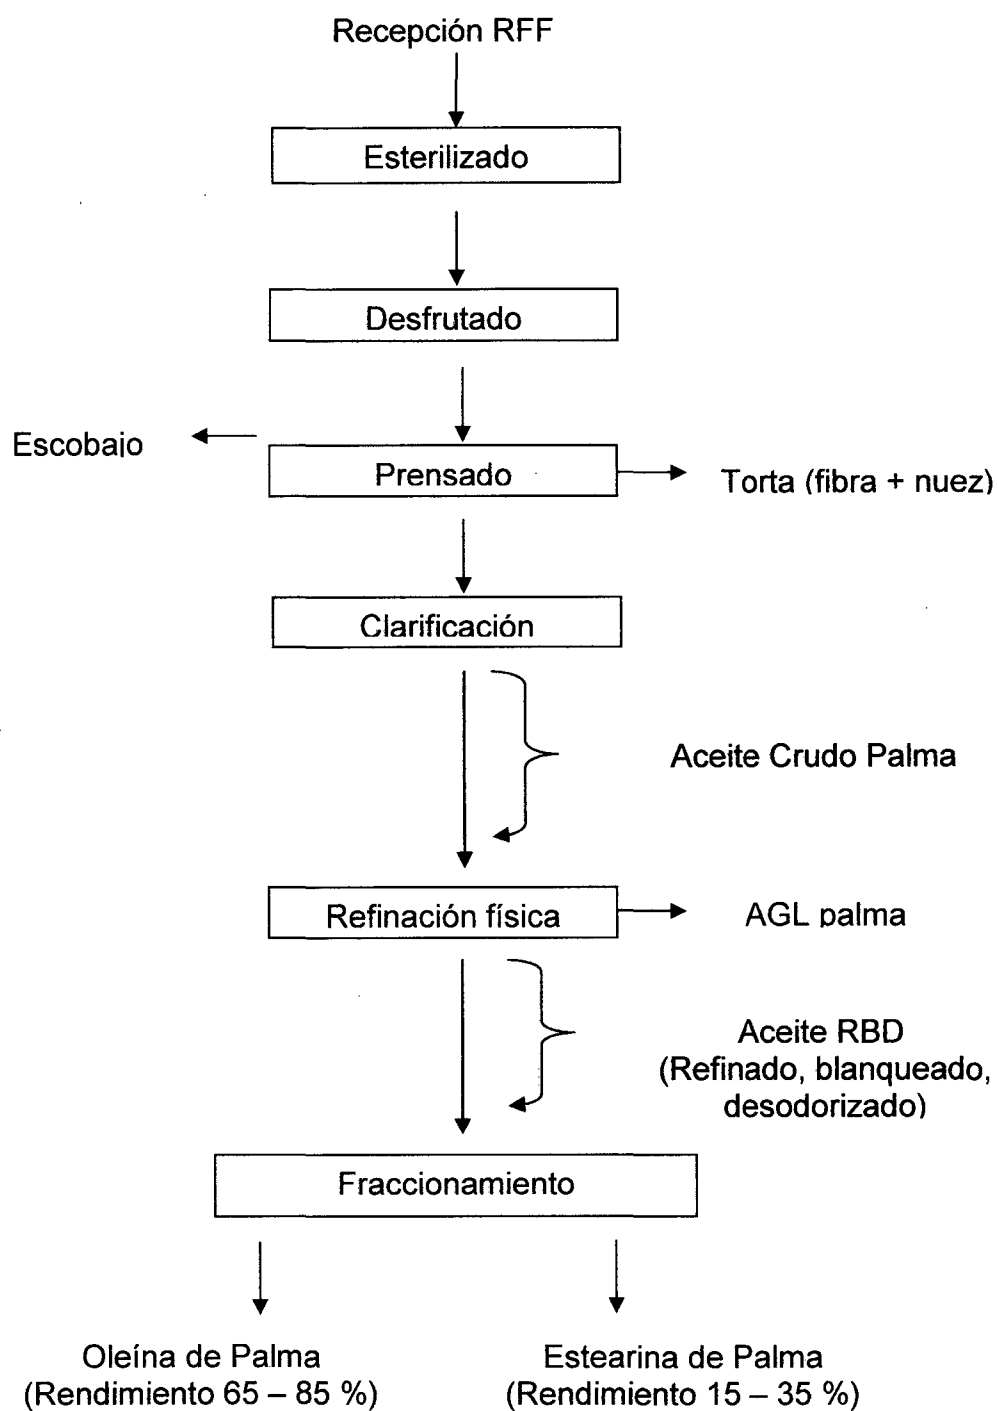 Recepción RFF
Esterilizado
Desfrutado
Escobajo
Prensado
Torta (fibra + nuez)
Clarificación
Aceite Crudo Palma
Refinación física
AGL palma
Aceite RBD
(Refinado, blanqueado,
desodorizado)
Fraccionamiento
Oleína de Palma
(Rendimiento 65 – 85 %)
Estearina de Palma
(Rendimiento 15 – 35 %)